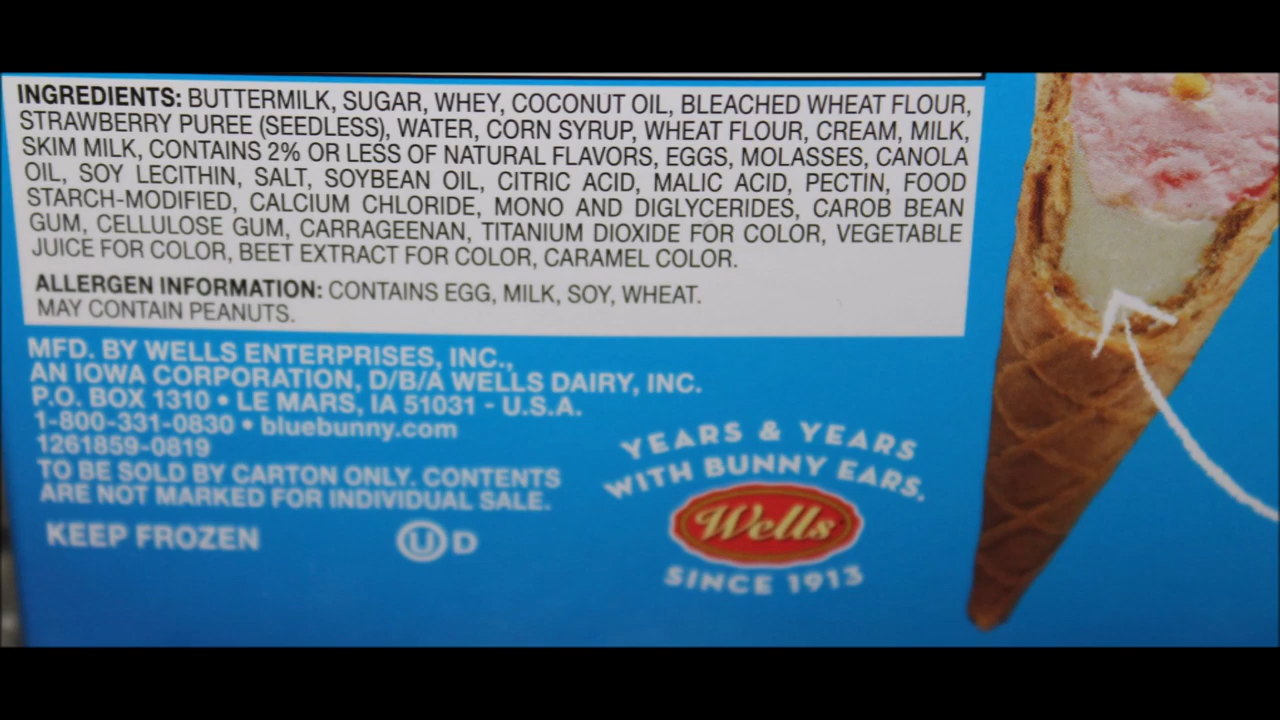 INGREDIENTS: BUTTERMILK, SUGAR, WHEY, COCONUT OIL, BLEACHED WHEAT FLOUR,
STRAWBERRY PUREE (SEEDLESS), WATER, CORN SYRUP, WHEAT FLOUR, CREAM, MILK,
SKIM MILK, CONTAINS 2% OR LESS OF NATURAL FLAVORS, EGGS, MOLASSES, CANOLA
OIL, SOY LECITHIN, SALT, SOYBEAN OIL, CITRIC ACID, MALIC ACID, PECTIN, FOOD
STARCH-MODIFIED, CALCIUM CHLORIDE, MONO AND DIGLYCERIDES, CAROB BEAN
GUM, CELLULOSE GUM, CARRAGEENAN, TITANIUM DIOXIDE FOR COLOR, VEGETABLE
JUICE FOR COLOR, BEET EXTRACT FOR COLOR, CARAMEL COLOR.
ALLERGEN INFORMATION: CONTAINS EGG, MILK, SOY, WHEAT.
MAY CONTAIN PEANUTS.
MFD. BY WELLS ENTERPRISES, INC.,
AN IOWA CORPORATION, D/B/A WELLS DAIRY, INC.
P.O. BOX 1310 • LE MARS, IA 51031 - U.S.A.
1-800-331-0830 • bluebunny.com
1261859-0819
TO BE SOLD BY CARTON ONLY. CONTENTS
ARE NOT MARKED FOR INDIVIDUAL SALE.
KEEP FROZEN
U D
YEARS & YEARS
WITH BUNNY EARS.
Wells
SINCE 1913